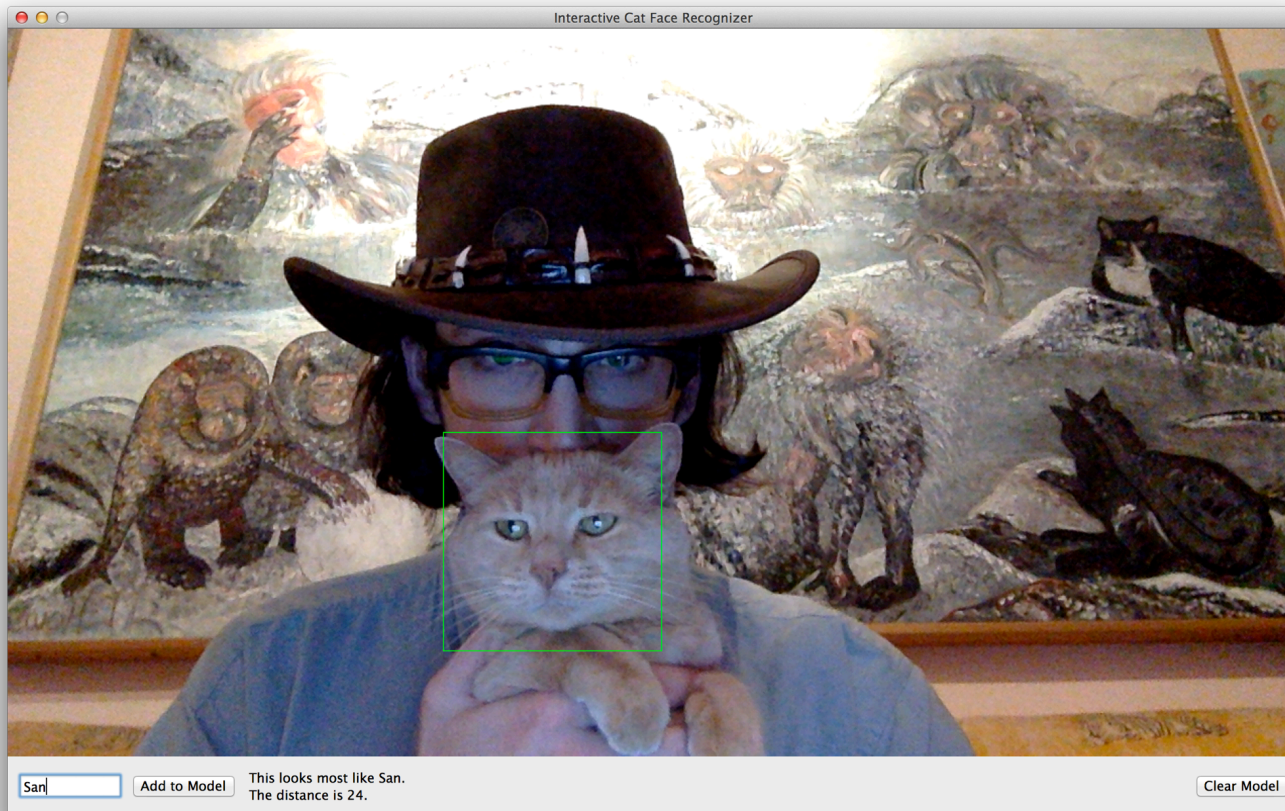 Interactive Cat Face Recognizer
San
Add to Model
This looks most like San.
The distance is 24.
Clear Model